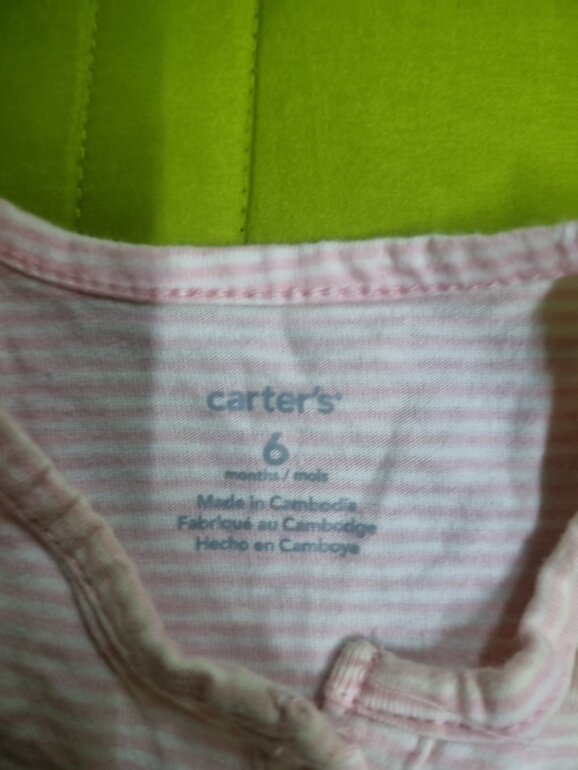 carter's
6
months / mois
Made in Cambodia
Fabriqué au Cambodge
Hecho en Camboya